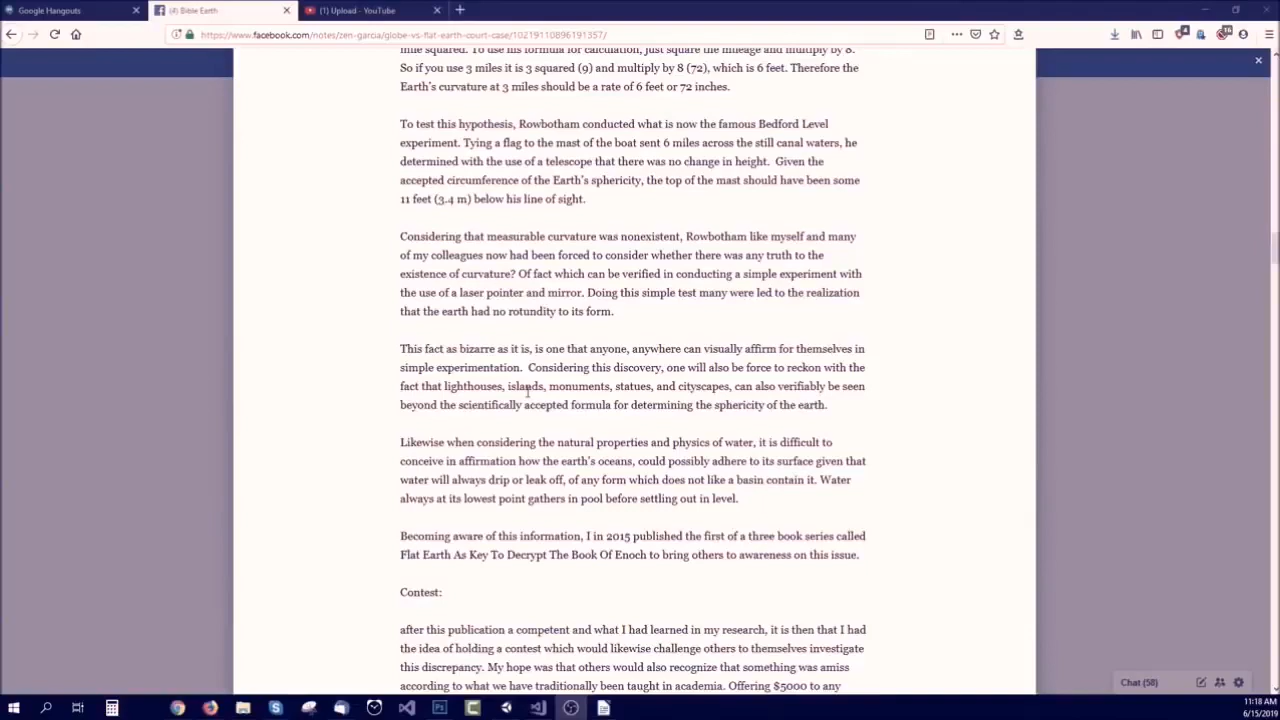 Google Hangouts
(4) Bible Earth
(1) Upload - YouTube
https://www.facebook.com/notes/zen-garcia/globe-vs-flat-earth-court-case/10219110896191357/
mile squared. To use his formula for calculation, just square the mileage and multiply by 8.
So if you use 3 miles it is 3 squared (9) and multiply by 8 (72), which is 6 feet. Therefore the
Earth's curvature at 3 miles should be a rate of 6 feet or 72 inches.
To test this hypothesis, Rowbotham conducted what is now the famous Bedford Level
experiment. Tying a flag to the mast of the boat sent 6 miles across the still canal waters, he
determined with the use of a telescope that there was no change in height.  Given the
accepted circumference of the Earth's sphericity, the top of the mast should have been some
11 feet (3.4 m) below his line of sight.
Considering that measurable curvature was nonexistent, Rowbotham like myself and many
of my colleagues now had been forced to consider whether there was any truth to the
existence of curvature? Of fact which can be verified in conducting a simple experiment with
the use of a laser pointer and mirror. Doing this simple test many were led to the realization
that the earth had no rotundity to its form.
This fact as bizarre as it is, is one that anyone, anywhere can visually affirm for themselves in
simple experimentation.  Considering this discovery, one will also be force to reckon with the
fact that lighthouses, islands, monuments, statues, and cityscapes, can also verifiably be seen
beyond the scientifically accepted formula for determining the sphericity of the earth.
Likewise when considering the natural properties and physics of water, it is difficult to
conceive in affirmation how the earth's oceans, could possibly adhere to its surface given that
water will always drip or leak off, of any form which does not like a basin contain it. Water
always at its lowest point gathers in pool before settling out in level.
Becoming aware of this information, I in 2015 published the first of a three book series called
Flat Earth As Key To Decrypt The Book Of Enoch to bring others to awareness on this issue.
Contest:
after this publication a competent and what I had learned in my research, it is then that I had
the idea of holding a contest which would likewise challenge others to themselves investigate
this discrepancy. My hope was that others would also recognize that something was amiss
according to what we have traditionally been taught in academia. Offering $5000 to any
Chat (58)
11:18 AM
6/15/2019